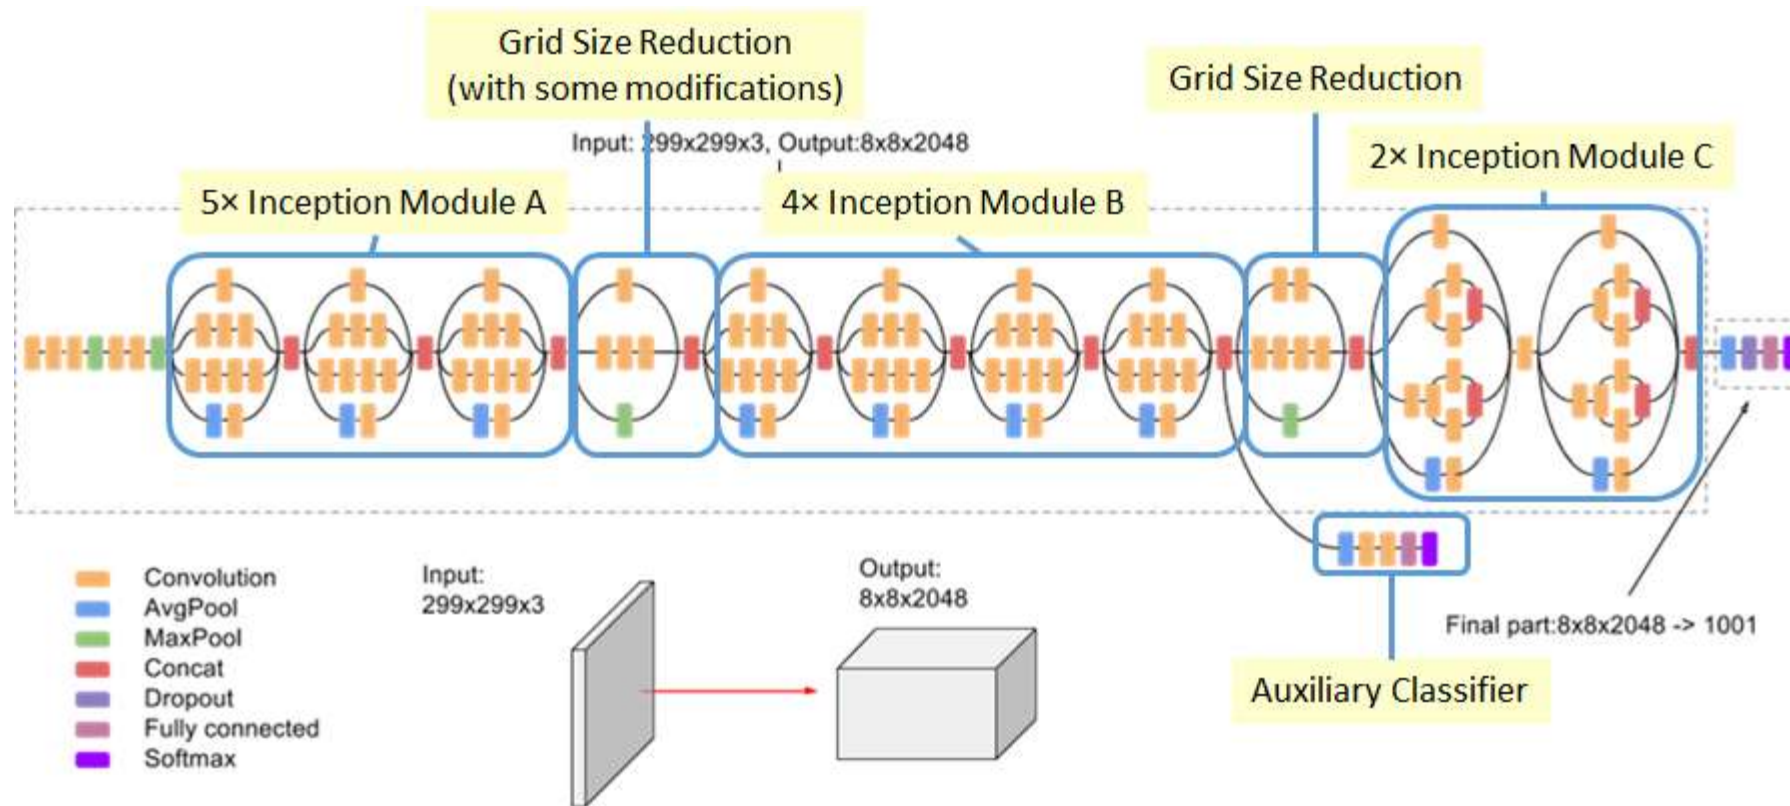 Grid Size Reduction
(with some modifications)
Grid Size Reduction
Input: 299x299x3, Output:8x8x2048
2× Inception Module C
5× Inception Module A
4× Inception Module B
Convolution
AvgPool
MaxPool
Concat
Dropout
Fully connected
Softmax
Input:
299x299x3
Output:
8x8x2048
Final part:8x8x2048 -> 1001
Auxiliary Classifier